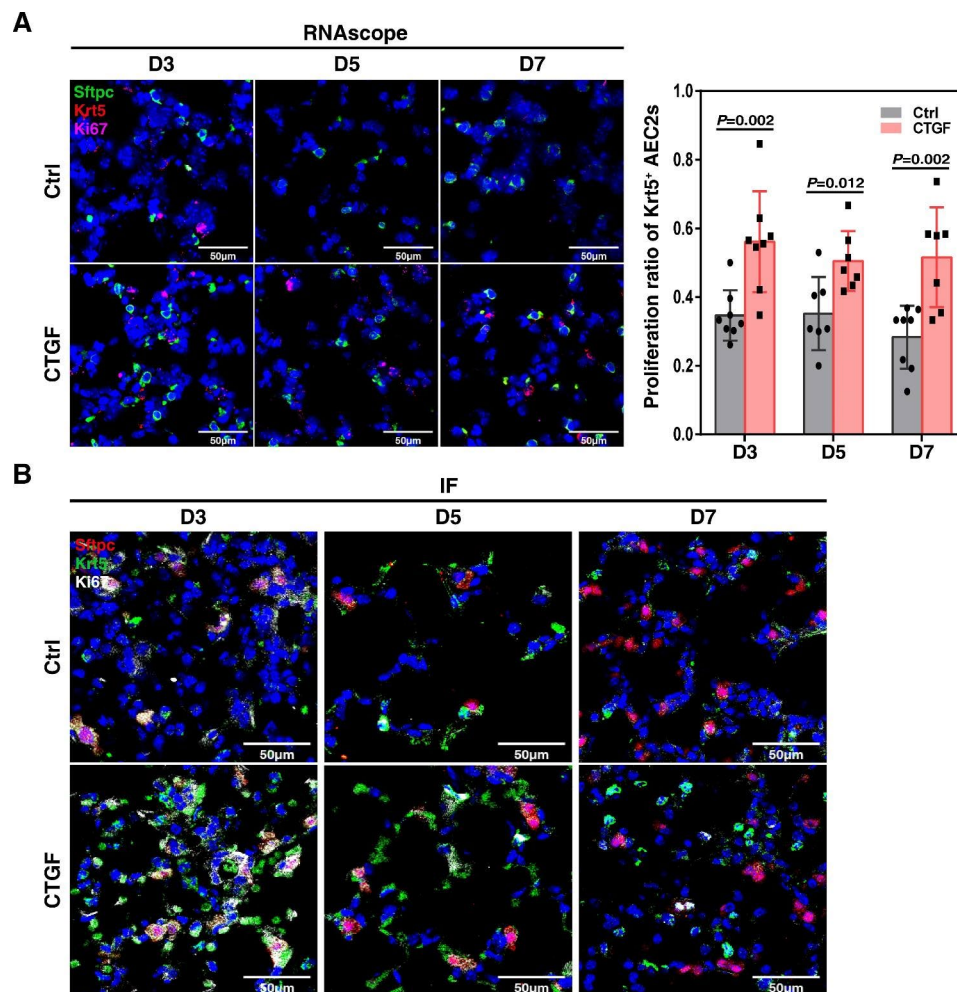 A
RNAscope
D3 D5 D7
Sftpc
Krt5
Ki67
Ctrl
50μm 50μm 50μm
CTGF
50μm 50μm 50μm
Proliferation ratio of Krt5⁺ AEC2s
1.0
0.8
0.6
0.4
0.2
0.0
Ctrl
CTGF
P=0.002
P=0.012
P=0.002
D3 D5 D7
B
IF
D3 D5 D7
Sftpc
Krt5
Ki67
Ctrl
50μm 50μm 50μm
CTGF
50μm 50μm 50μm